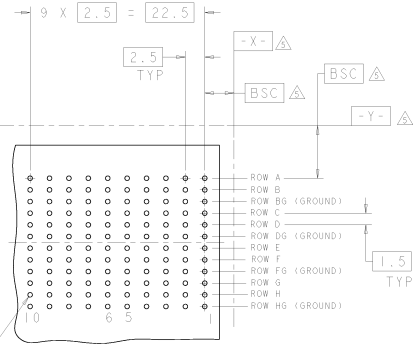 9 X 2.5 = 22.5
-X- 5
2.5
TYP
BSC 5
BSC 5
-Y- 5
ROW A
ROW B
ROW BG (GROUND)
ROW C
ROW D
ROW DG (GROUND)
ROW E
ROW F
ROW FG (GROUND)
ROW G
ROW H
ROW HG (GROUND)
1.5
TYP
10 6 5 1